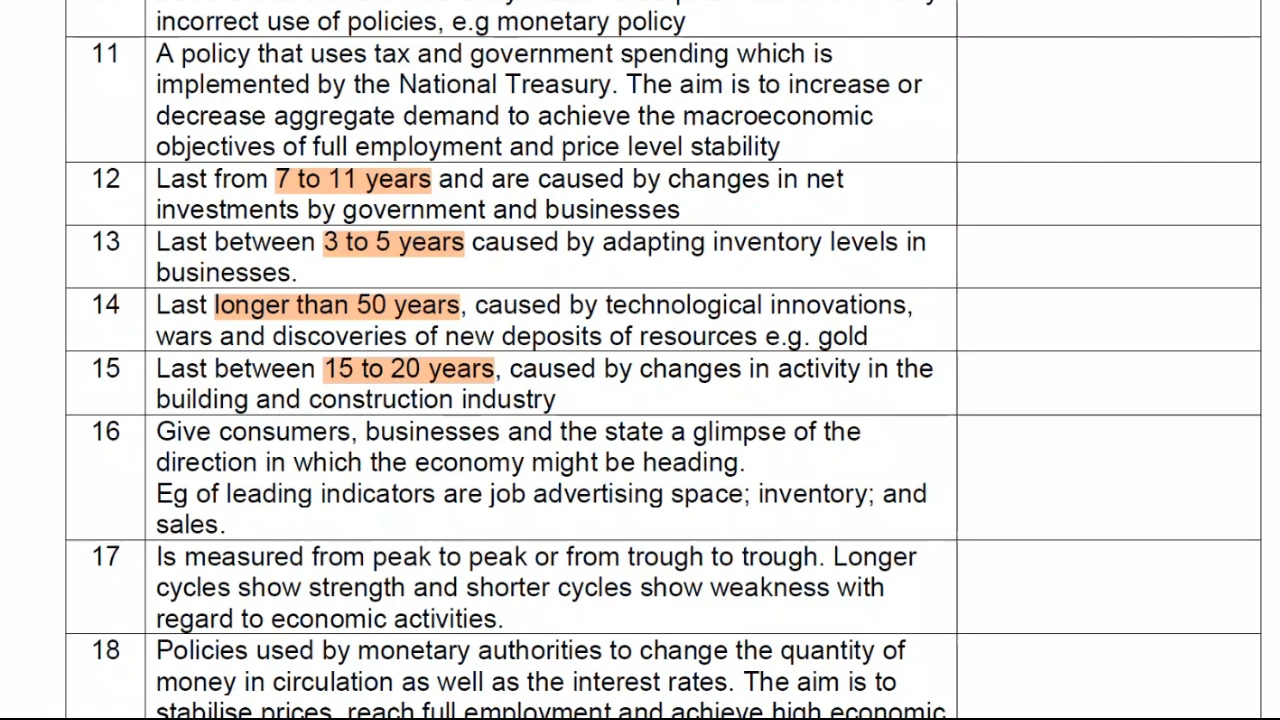 incorrect use of policies, e.g monetary policy
11 A policy that uses tax and government spending which is
implemented by the National Treasury. The aim is to increase or
decrease aggregate demand to achieve the macroeconomic
objectives of full employment and price level stability
12 Last from 7 to 11 years and are caused by changes in net
investments by government and businesses
13 Last between 3 to 5 years caused by adapting inventory levels in
businesses.
14 Last longer than 50 years, caused by technological innovations,
wars and discoveries of new deposits of resources e.g. gold
15 Last between 15 to 20 years, caused by changes in activity in the
building and construction industry
16 Give consumers, businesses and the state a glimpse of the
direction in which the economy might be heading.
Eg of leading indicators are job advertising space; inventory; and
sales.
17 Is measured from peak to peak or from trough to trough. Longer
cycles show strength and shorter cycles show weakness with
regard to economic activities.
18 Policies used by monetary authorities to change the quantity of
money in circulation as well as the interest rates. The aim is to
stabilise prices, reach full employment and achieve high economic